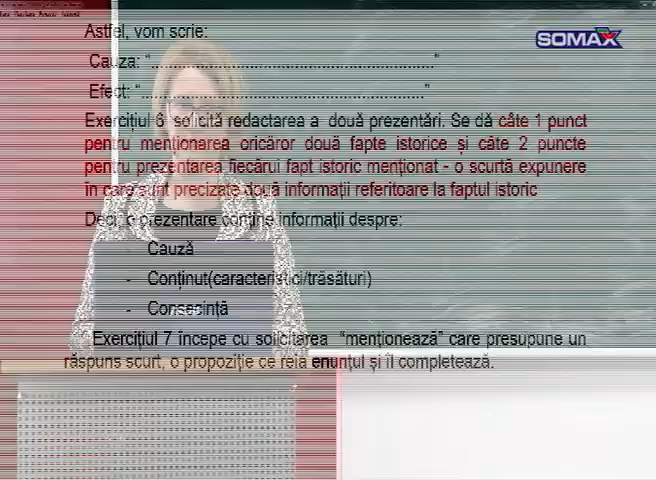 Astfel, vom scrie:
SOMAX
Cauza: “..............................................................”
Efect: “..............................................................”
Exercițiul 6 solicită redactarea a două prezentări. Se dă câte 1 punct
pentru menționarea oricăror două fapte istorice și câte 2 puncte
pentru prezentarea fiecărui fapt istoric menționat - o scurtă expunere
în care sunt precizate două informații referitoare la faptul istoric
Deci, o prezentare conține informații despre:
- Cauză
- Conținut(caracteristici/trăsături)
- Consecință
Exercițiul 7 începe cu solicitarea “menționează” care presupune un
răspuns scurt, o propoziție ce reia enunțul și îl completează.